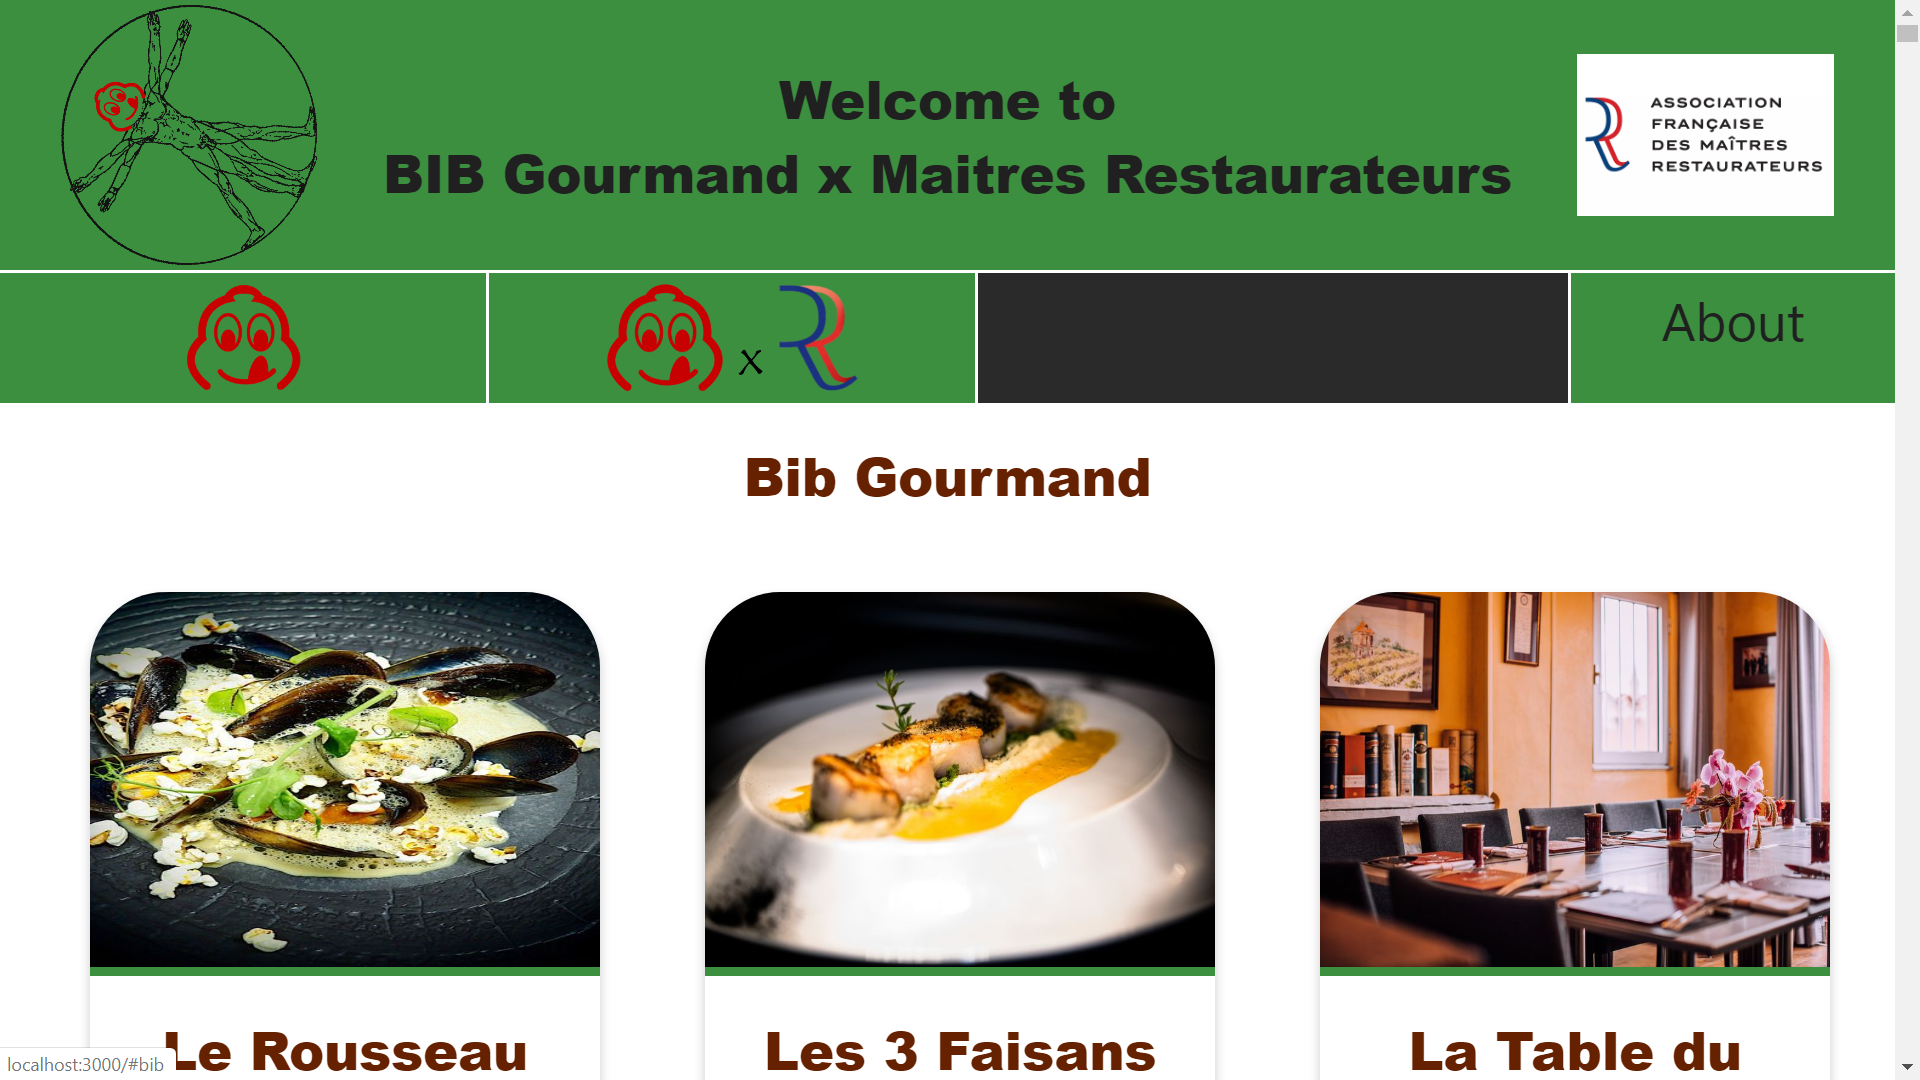 Welcome to
BIB Gourmand x Maitres Restaurateurs
ASSOCIATION
FRANÇAISE
DES MAÎTRES
RESTAURATEURS
x
About
Bib Gourmand
Le Rousseau
Les 3 Faisans
La Table du
localhost:3000/#bib